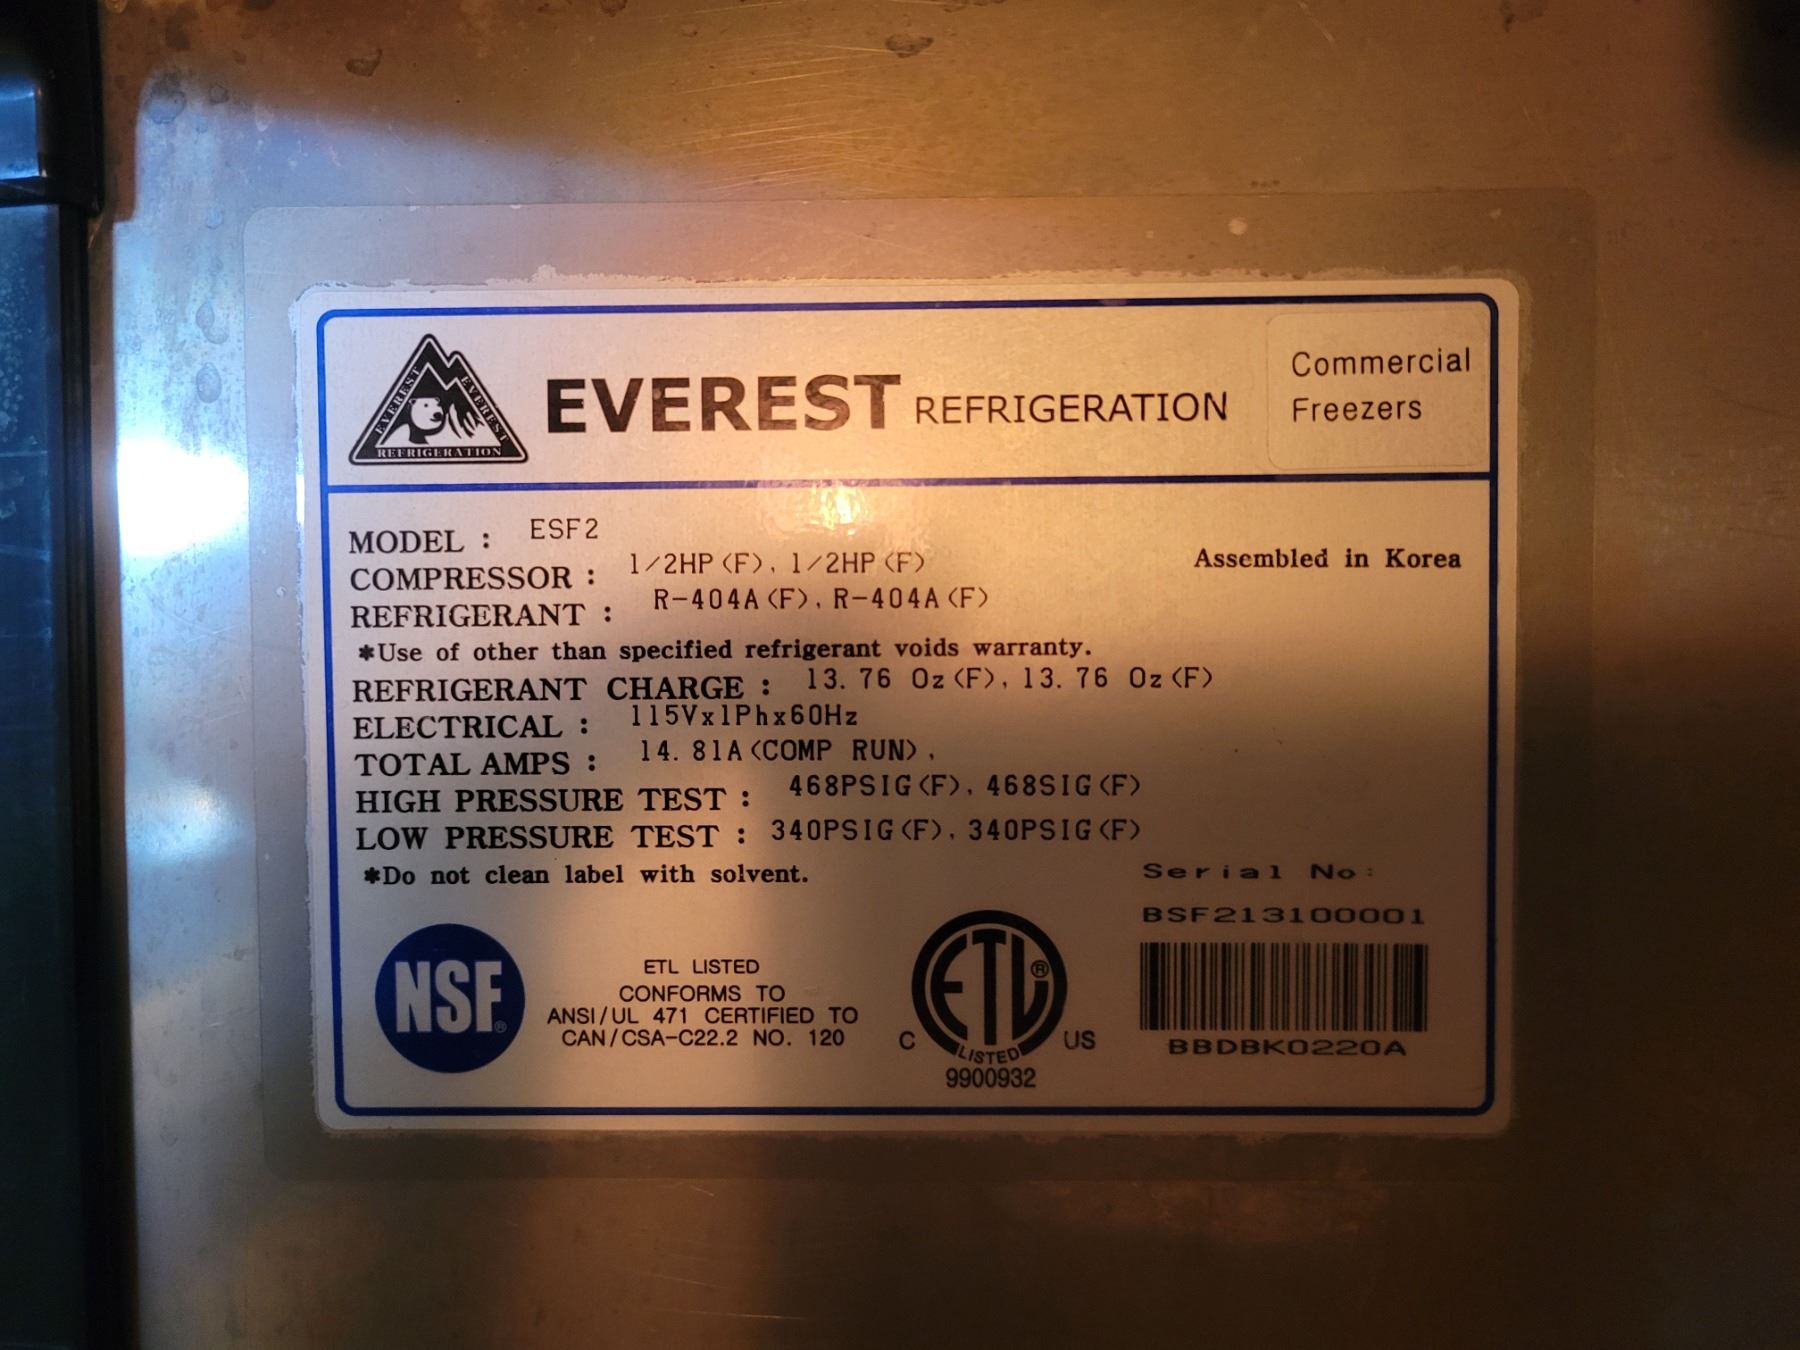 EVEREST EVEREST
REFRIGERATION
EVEREST REFRIGERATION
Commercial
Freezers
MODEL : ESF2
COMPRESSOR : 1/2HP(F), 1/2HP(F)
Assembled in Korea
REFRIGERANT : R-404A(F), R-404A(F)
*Use of other than specified refrigerant voids warranty.
REFRIGERANT CHARGE : 13.76 Oz(F), 13.76 Oz(F)
ELECTRICAL : 115Vx1Phx60Hz
TOTAL AMPS : 14.81A(COMP RUN),
HIGH PRESSURE TEST : 468PSIG(F), 468SIG(F)
LOW PRESSURE TEST : 340PSIG(F), 340PSIG(F)
*Do not clean label with solvent.
NSF®
ETL LISTED
CONFORMS TO
ANSI/UL 471 CERTIFIED TO
CAN/CSA-C22.2 NO. 120
C ETL® US
LISTED
9900932
Serial No:
BSF213100001
BBDBK0220A